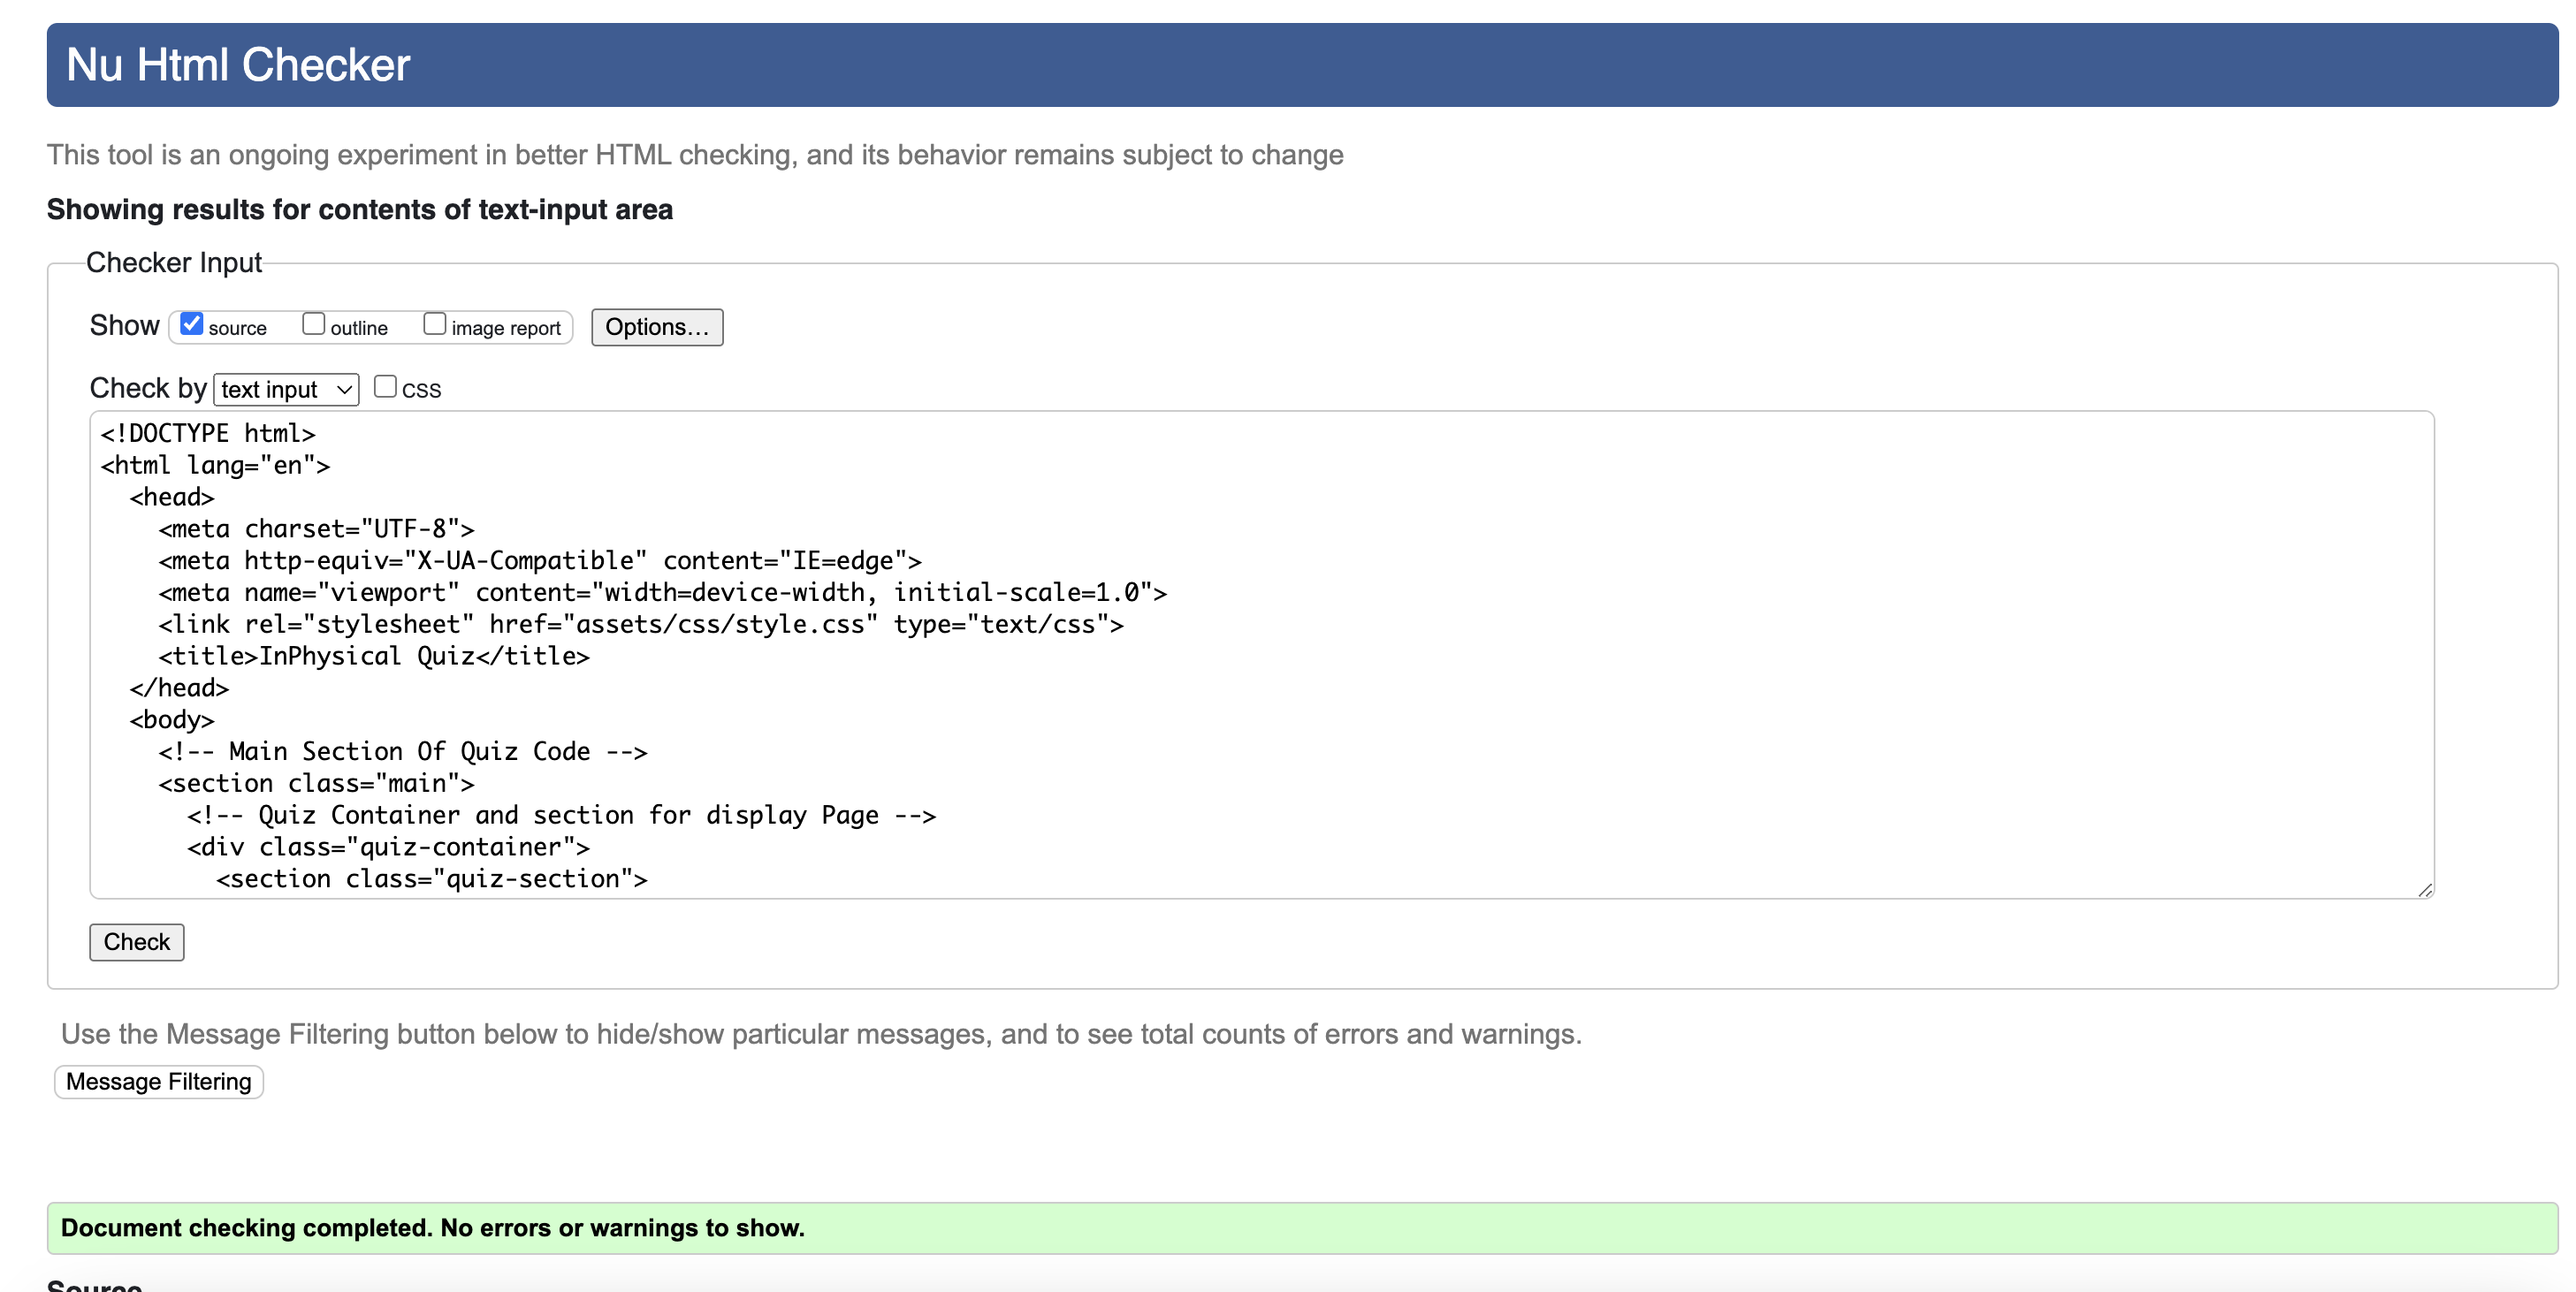 Nu Html Checker
This tool is an ongoing experiment in better HTML checking, and its behavior remains subject to change
Showing results for contents of text-input area
Checker Input
Show source outline image report Options...
Check by text input CSS
<!DOCTYPE html>
<html lang="en">
  <head>
    <meta charset="UTF-8">
    <meta http-equiv="X-UA-Compatible" content="IE=edge">
    <meta name="viewport" content="width=device-width, initial-scale=1.0">
    <link rel="stylesheet" href="assets/css/style.css" type="text/css">
    <title>InPhysical Quiz</title>
  </head>
  <body>
    <!-- Main Section Of Quiz Code -->
    <section class="main">
      <!-- Quiz Container and section for display Page -->
      <div class="quiz-container">
        <section class="quiz-section">
Check
Use the Message Filtering button below to hide/show particular messages, and to see total counts of errors and warnings.
Message Filtering
Document checking completed. No errors or warnings to show.
Source